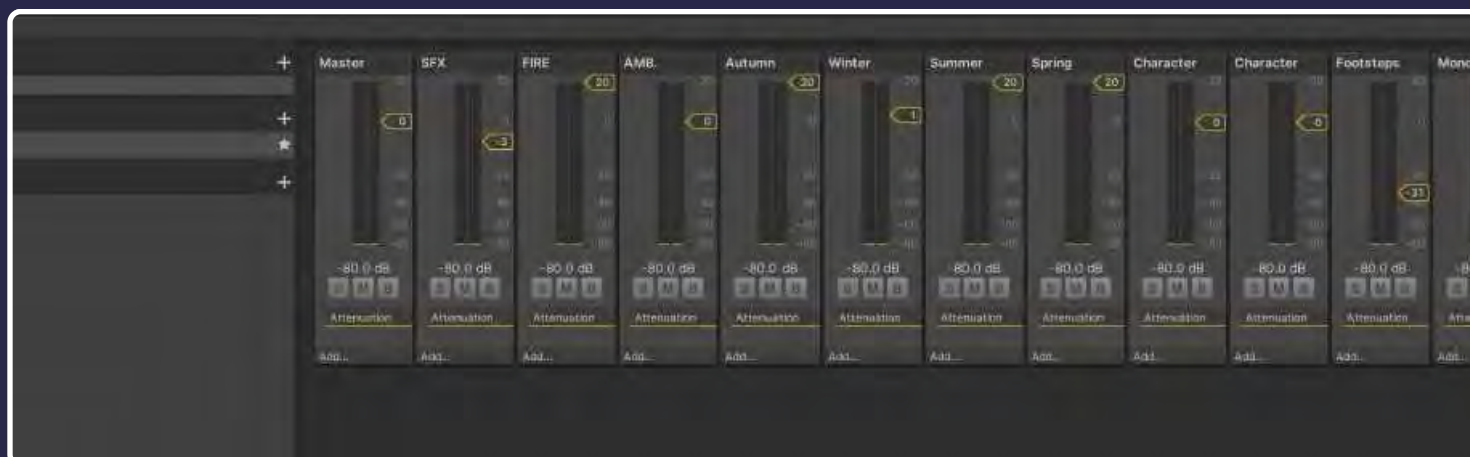 Master SFX FIRE AMB. Autumn Winter Summer Spring Character Character Footsteps Mono
20 20 20 20
0 -3 0 1 0 0 -31
-80.0 dB -80.0 dB -80.0 dB -80.0 dB -80.0 dB -80.0 dB -80.0 dB -80.0 dB -80.0 dB -80.0 dB -80.0 dB
S M B S M B S M B S M B S M B S M B S M B S M B S M B S M B S M B
Attenuation Attenuation Attenuation Attenuation Attenuation Attenuation Attenuation Attenuation Attenuation Attenuation Attenuation
Add... Add... Add... Add... Add... Add... Add... Add... Add... Add... Add... Add...